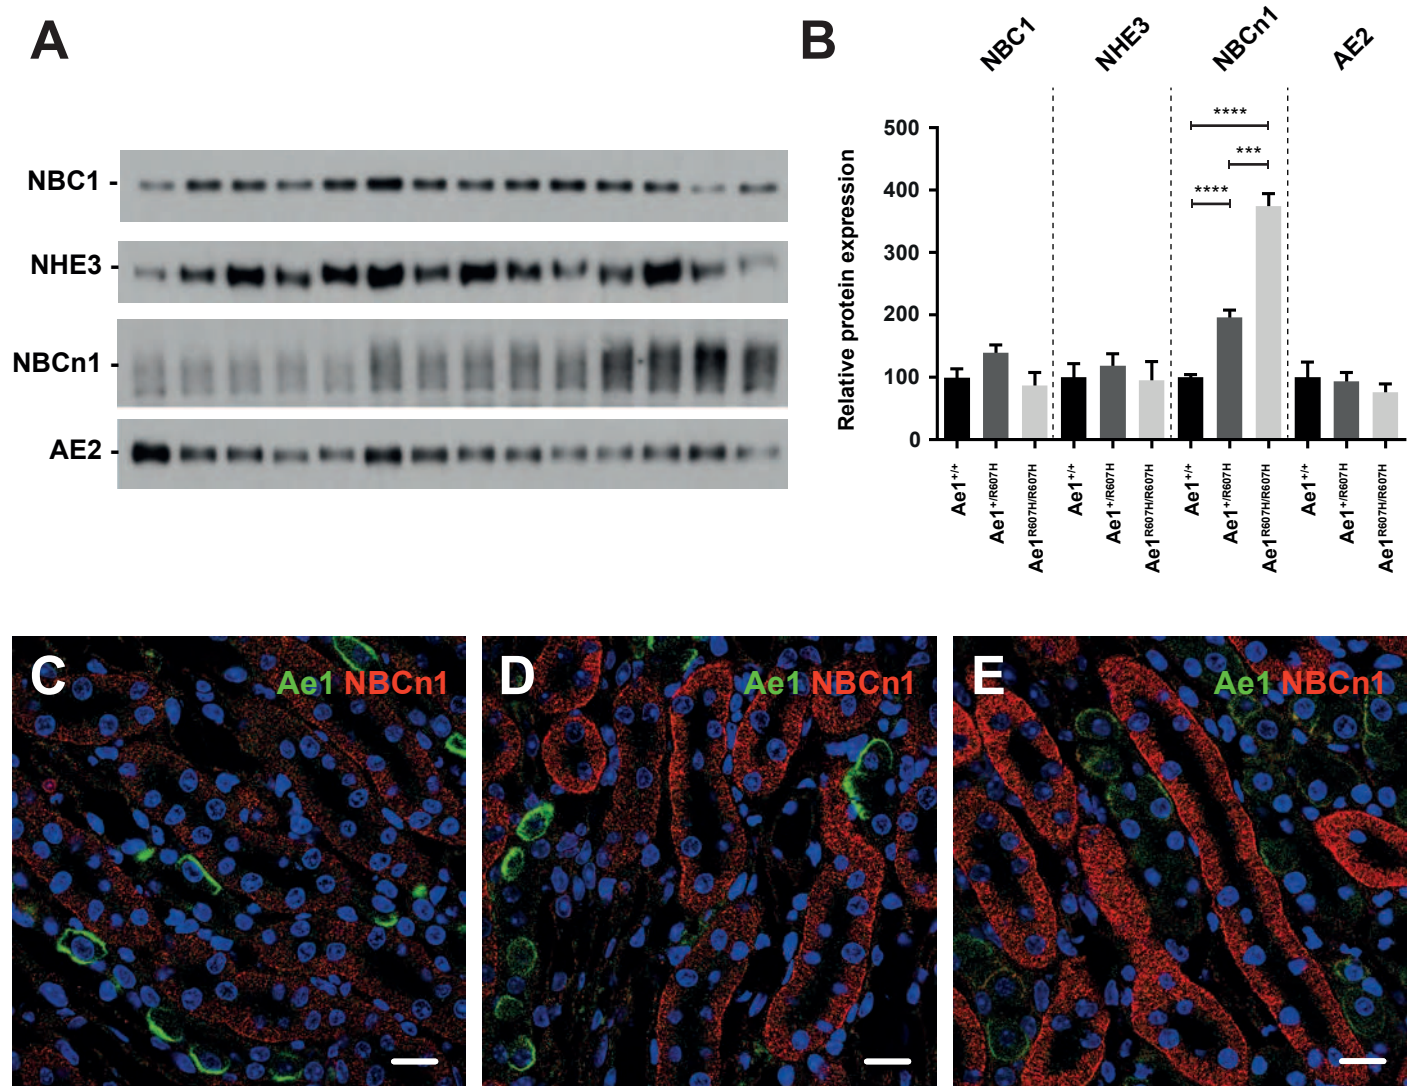 A
NBC1 -
NHE3 -
NBCn1 -
AE2 -
B
NBC1 NHE3 NBCn1 AE2
Relative protein expression
500
400
300
200
100
0
****
***
****
Ae1+/+ Ae1+/R607H Ae1R607H/R607H Ae1+/+ Ae1+/R607H Ae1R607H/R607H Ae1+/+ Ae1+/R607H Ae1R607H/R607H Ae1+/+ Ae1+/R607H Ae1R607H/R607H
C
Ae1 NBCn1
D
Ae1 NBCn1
E
Ae1 NBCn1